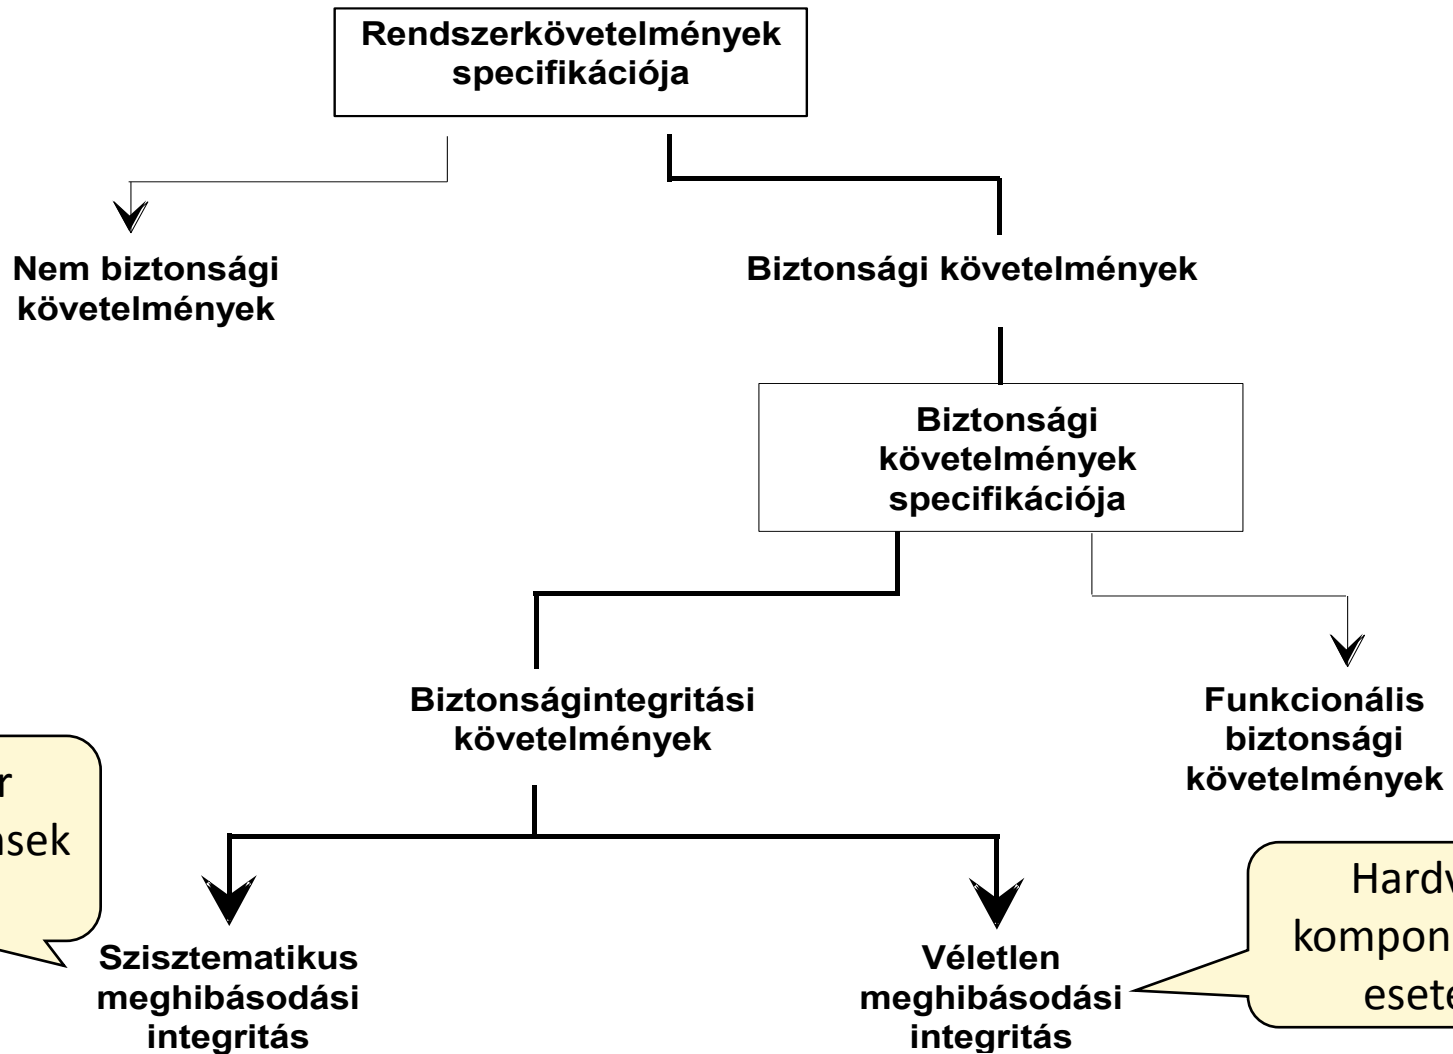 Rendszerkövetelmények
specifikációja
Nem biztonsági
követelmények
Biztonsági követelmények
Biztonsági
követelmények
specifikációja
Biztonságintegritási
követelmények
Funkcionális
biztonsági
követelmények
Szisztematikus
meghibásodási
integritás
Véletlen
meghibásodási
integritás